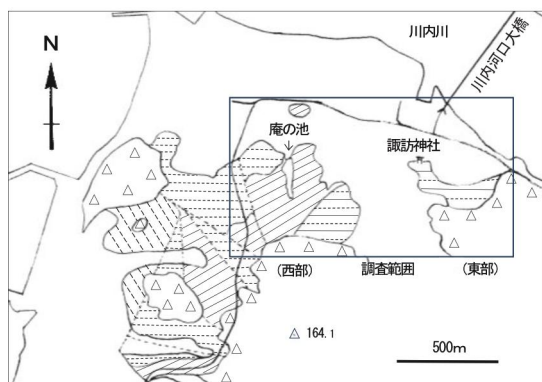 N
川内川
川内河口大橋
庵の池
諏訪神社
(西部)
調査範囲
(東部)
164.1
500m